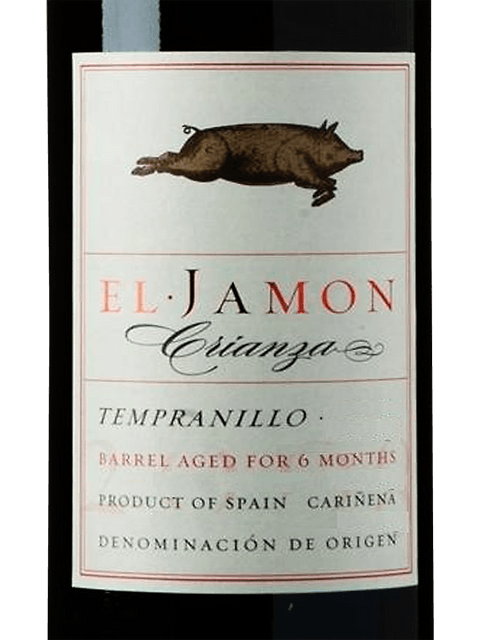 EL·JAMON
Crianza
TEMPRANILLO ·
BARREL AGED FOR 6 MONTHS
PRODUCT OF SPAIN CARIÑENA
DENOMINACIÓN DE ORIGEN